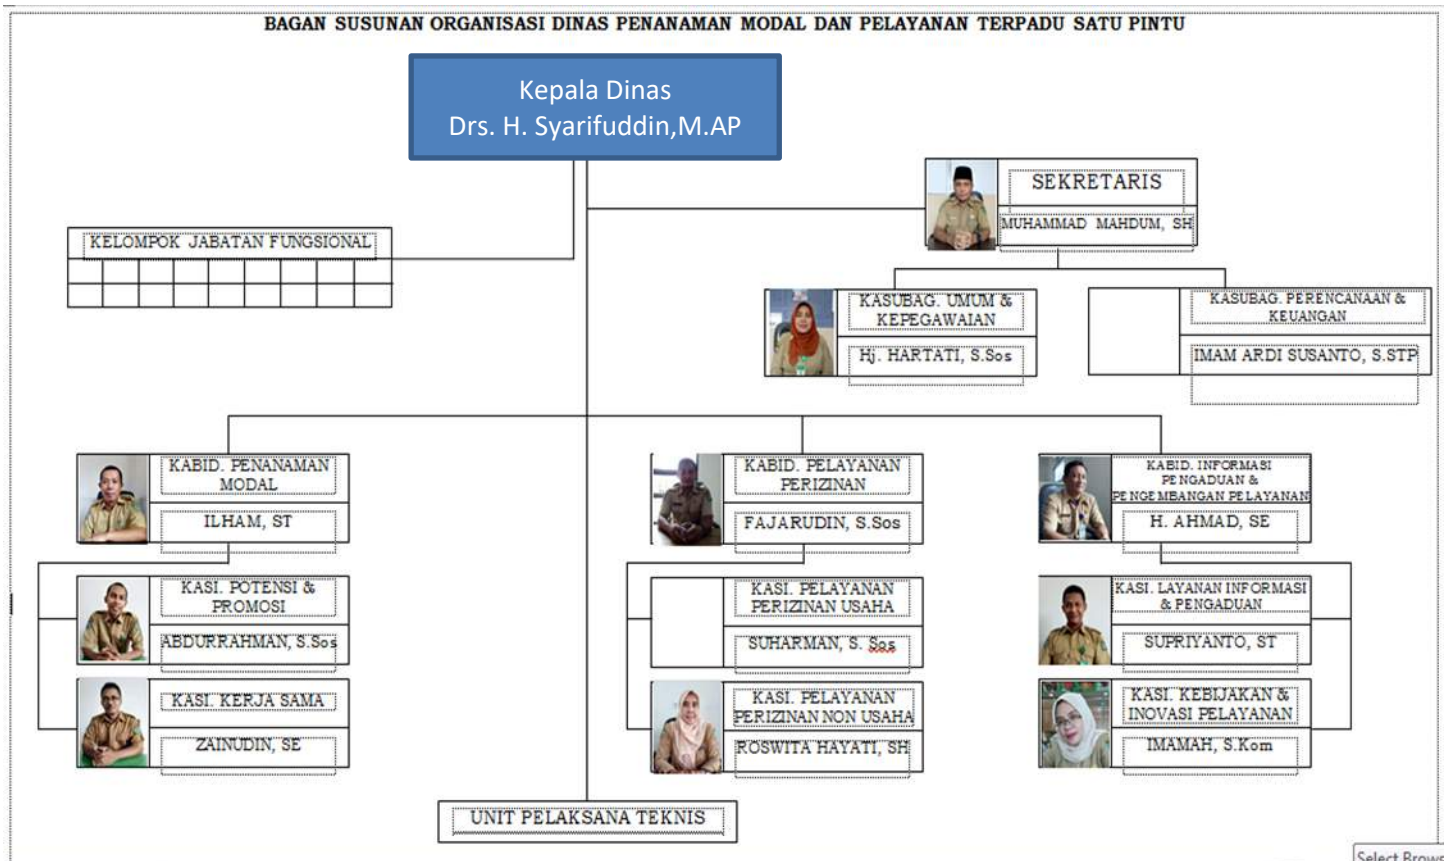 BAGAN SUSUNAN ORGANISASI DINAS PENANAMAN MODAL DAN PELAYANAN TERPADU SATU PINTU
Kepala Dinas
Drs. H. Syarifuddin,M.AP
SEKRETARIS
MUHAMMAD MAHDUM, SH
KELOMPOK JABATAN FUNGSIONAL
KASUBAG. UMUM &
KEPEGAWAIAN
Hj. HARTATI, S.Sos
KASUBAG. PERENCANAAN &
KEUANGAN
IMAM ARDI SUSANTO, S.STP
KABID. PENANAMAN
MODAL
ILHAM, ST
KABID. PELAYANAN
PERIZINAN
FAJARUDIN, S.Sos
KABID. INFORMASI
PENGADUAN &
PENGEMBANGAN PELAYANAN
H. AHMAD, SE
KASI. POTENSI &
PROMOSI
ABDURRAHMAN, S.Sos
KASI. PELAYANAN
PERIZINAN USAHA
SUHARMAN, S. Sos
KASI. LAYANAN INFORMASI
& PENGADUAN
SUPRIYANTO, ST
KASI. KERJA SAMA
ZAINUDIN, SE
KASI. PELAYANAN
PERIZINAN NON USAHA
ROSWITA HAYATI, SH
KASI. KEBIJAKAN &
INOVASI PELAYANAN
IMAMAH, S.Kom
UNIT PELAKSANA TEKNIS
Select Brows